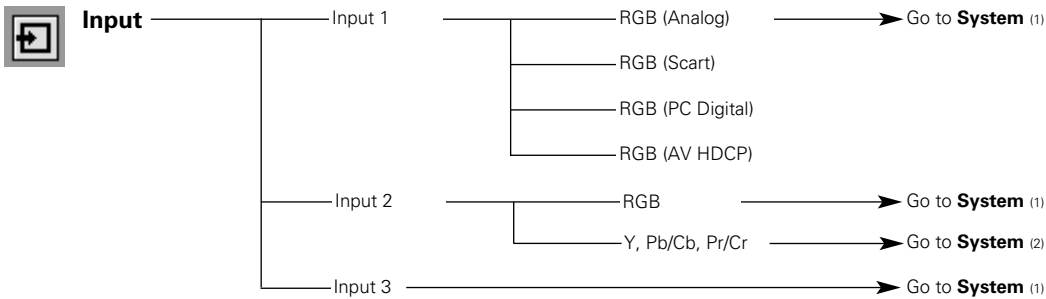 Input Input 1 RGB (Analog) Go to System (1)
RGB (Scart)
RGB (PC Digital)
RGB (AV HDCP)
Input 2 RGB Go to System (1)
Y, Pb/Cb, Pr/Cr Go to System (2)
Input 3 Go to System (1)